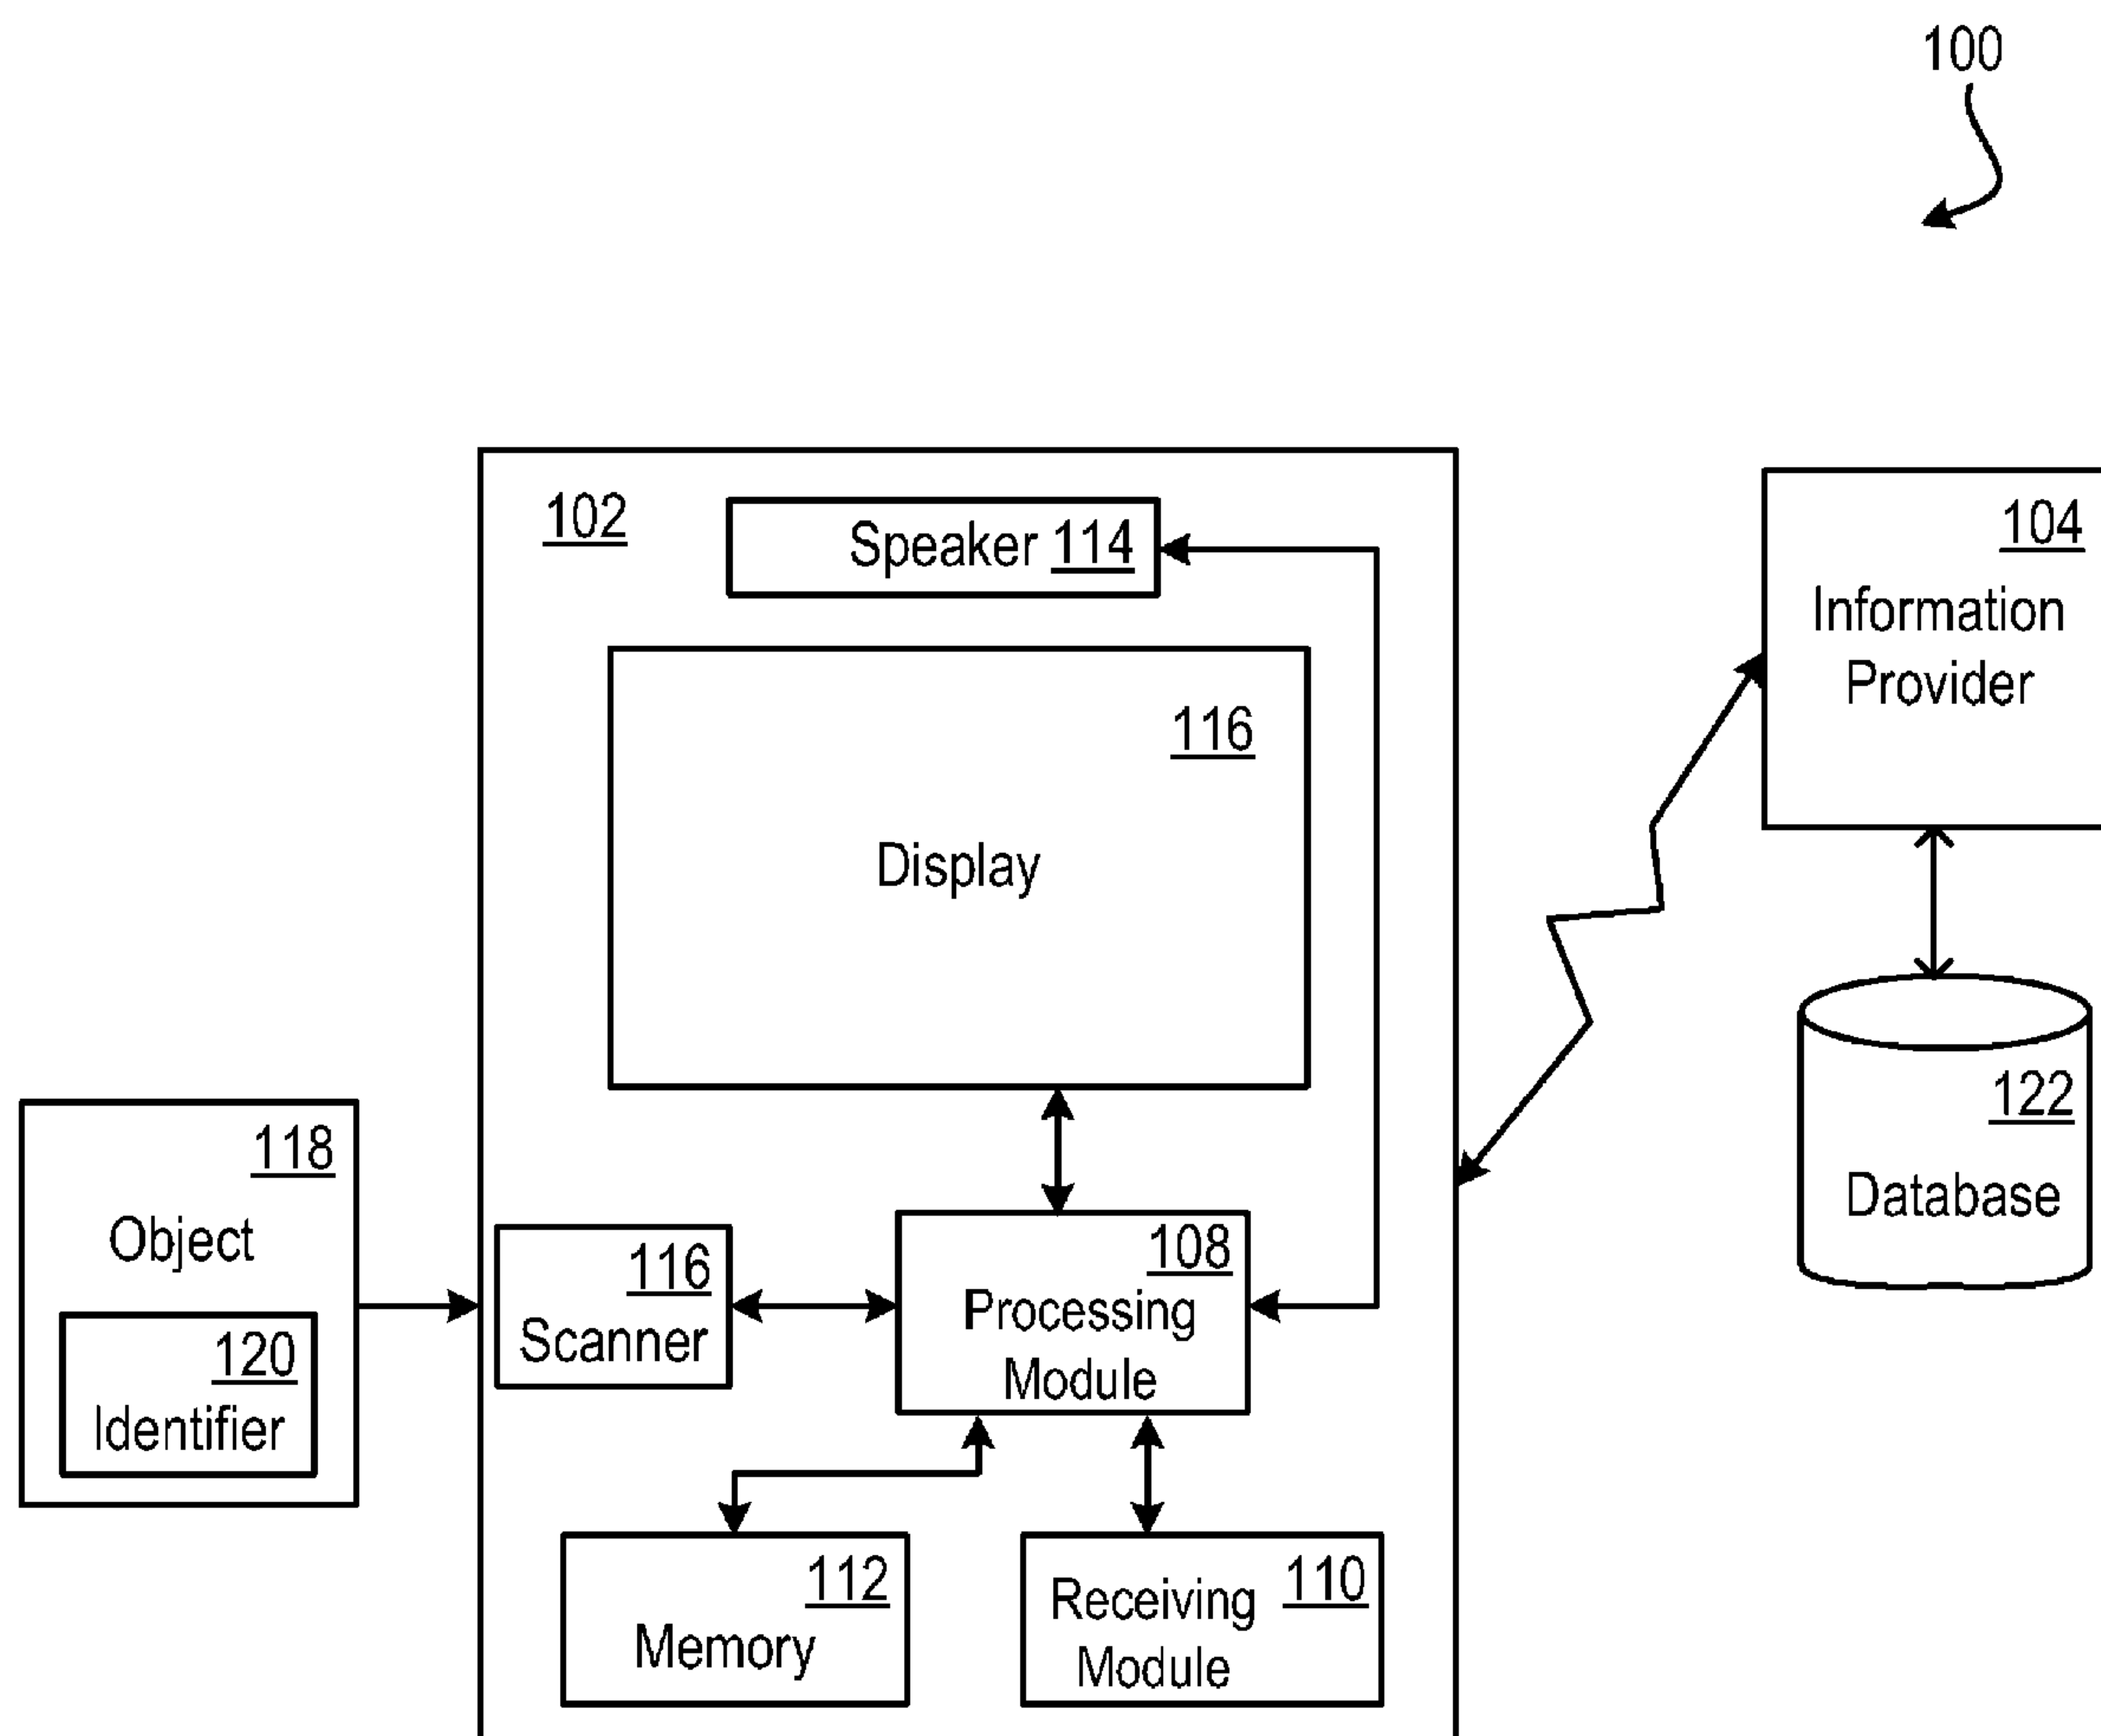 100
102
Speaker 114
104
Information
Provider
116
Display
122
Database
118
Object
120
Identifier
116
Scanner
108
Processing
Module
112
Memory
Receiving 110
Module